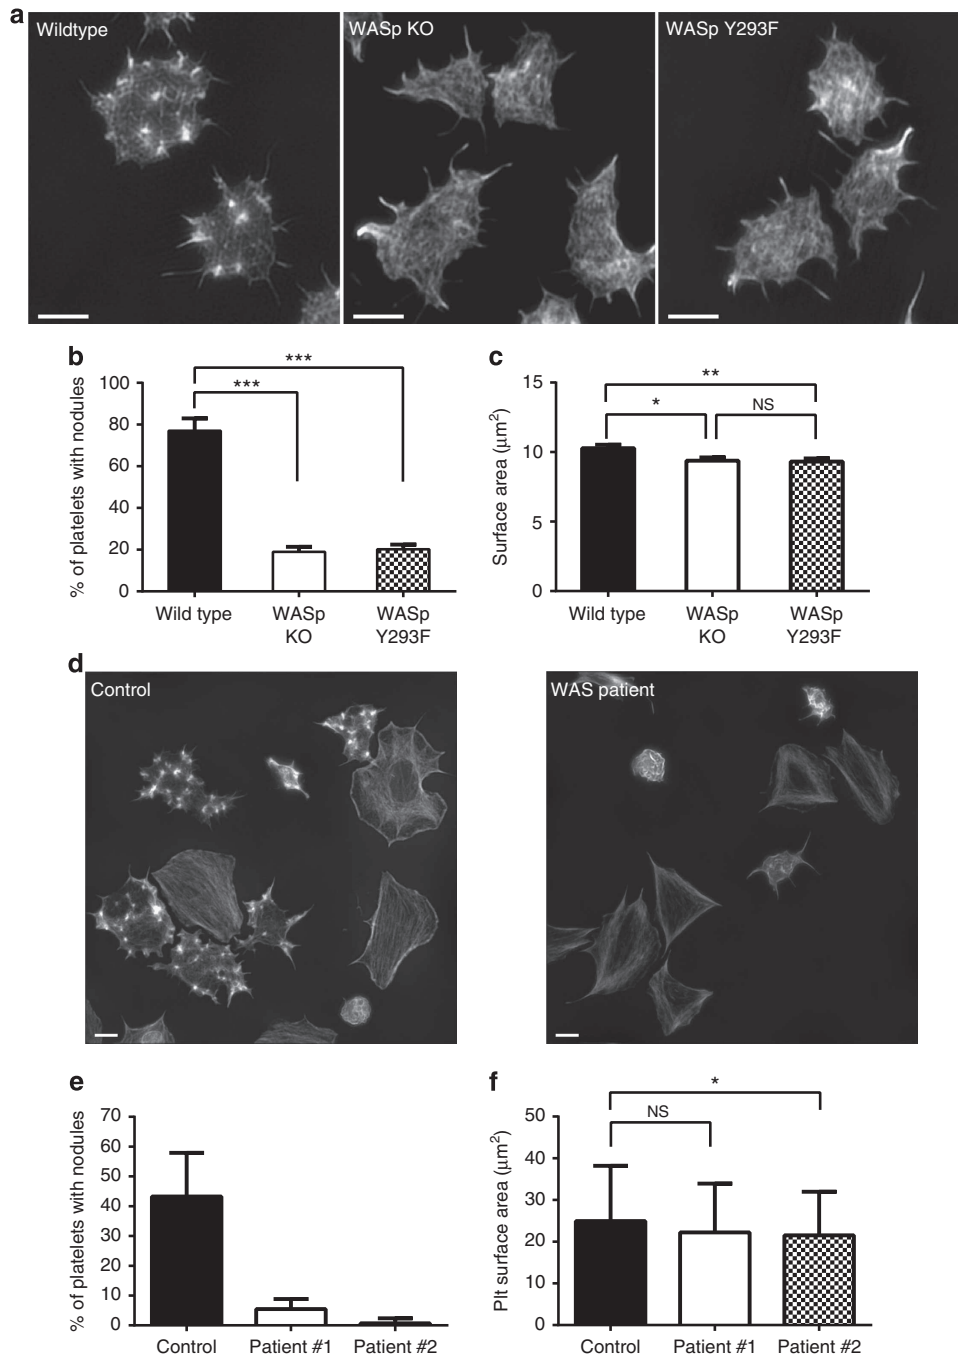 a
Wildtype
WASp KO
WASp Y293F
b
% of platelets with nodules
100
80
60
40
20
0
***
***
Wild type
WASp
KO
WASp
Y293F
c
Surface area (μm²)
15
10
5
0
**
*
NS
Wild type
WASp
KO
WASp
Y293F
d
Control
WAS patient
e
% of platelets with nodules
70
60
50
40
30
20
10
0
Control
Patient #1
Patient #2
f
Plt surface area (μm²)
50
40
30
20
10
0
*
NS
Control
Patient #1
Patient #2